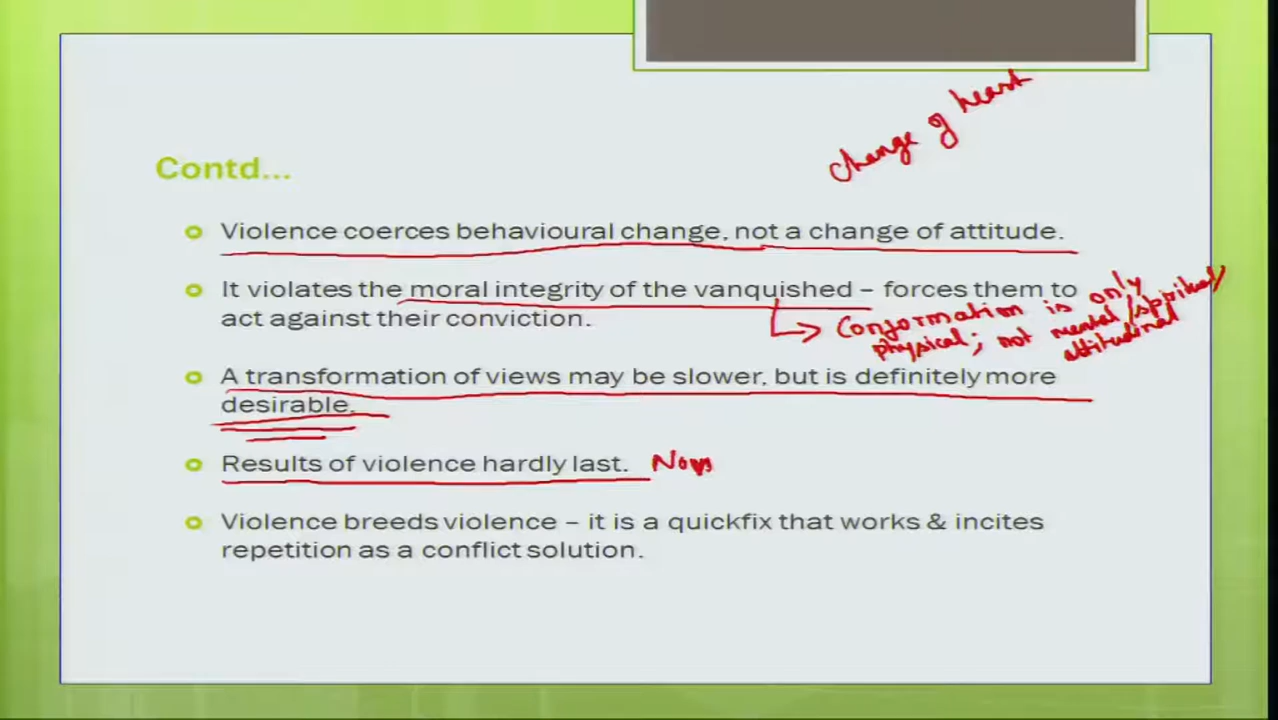 change of heart
Contd...
Violence coerces behavioural change, not a change of attitude.
It violates the moral integrity of the vanquished – forces them to
act against their conviction.
Conformation is only
physical; not mental/spiritual/
attitudinal
A transformation of views may be slower, but is definitely more
desirable.
Results of violence hardly last.
Violence breeds violence – it is a quickfix that works & incites
repetition as a conflict solution.